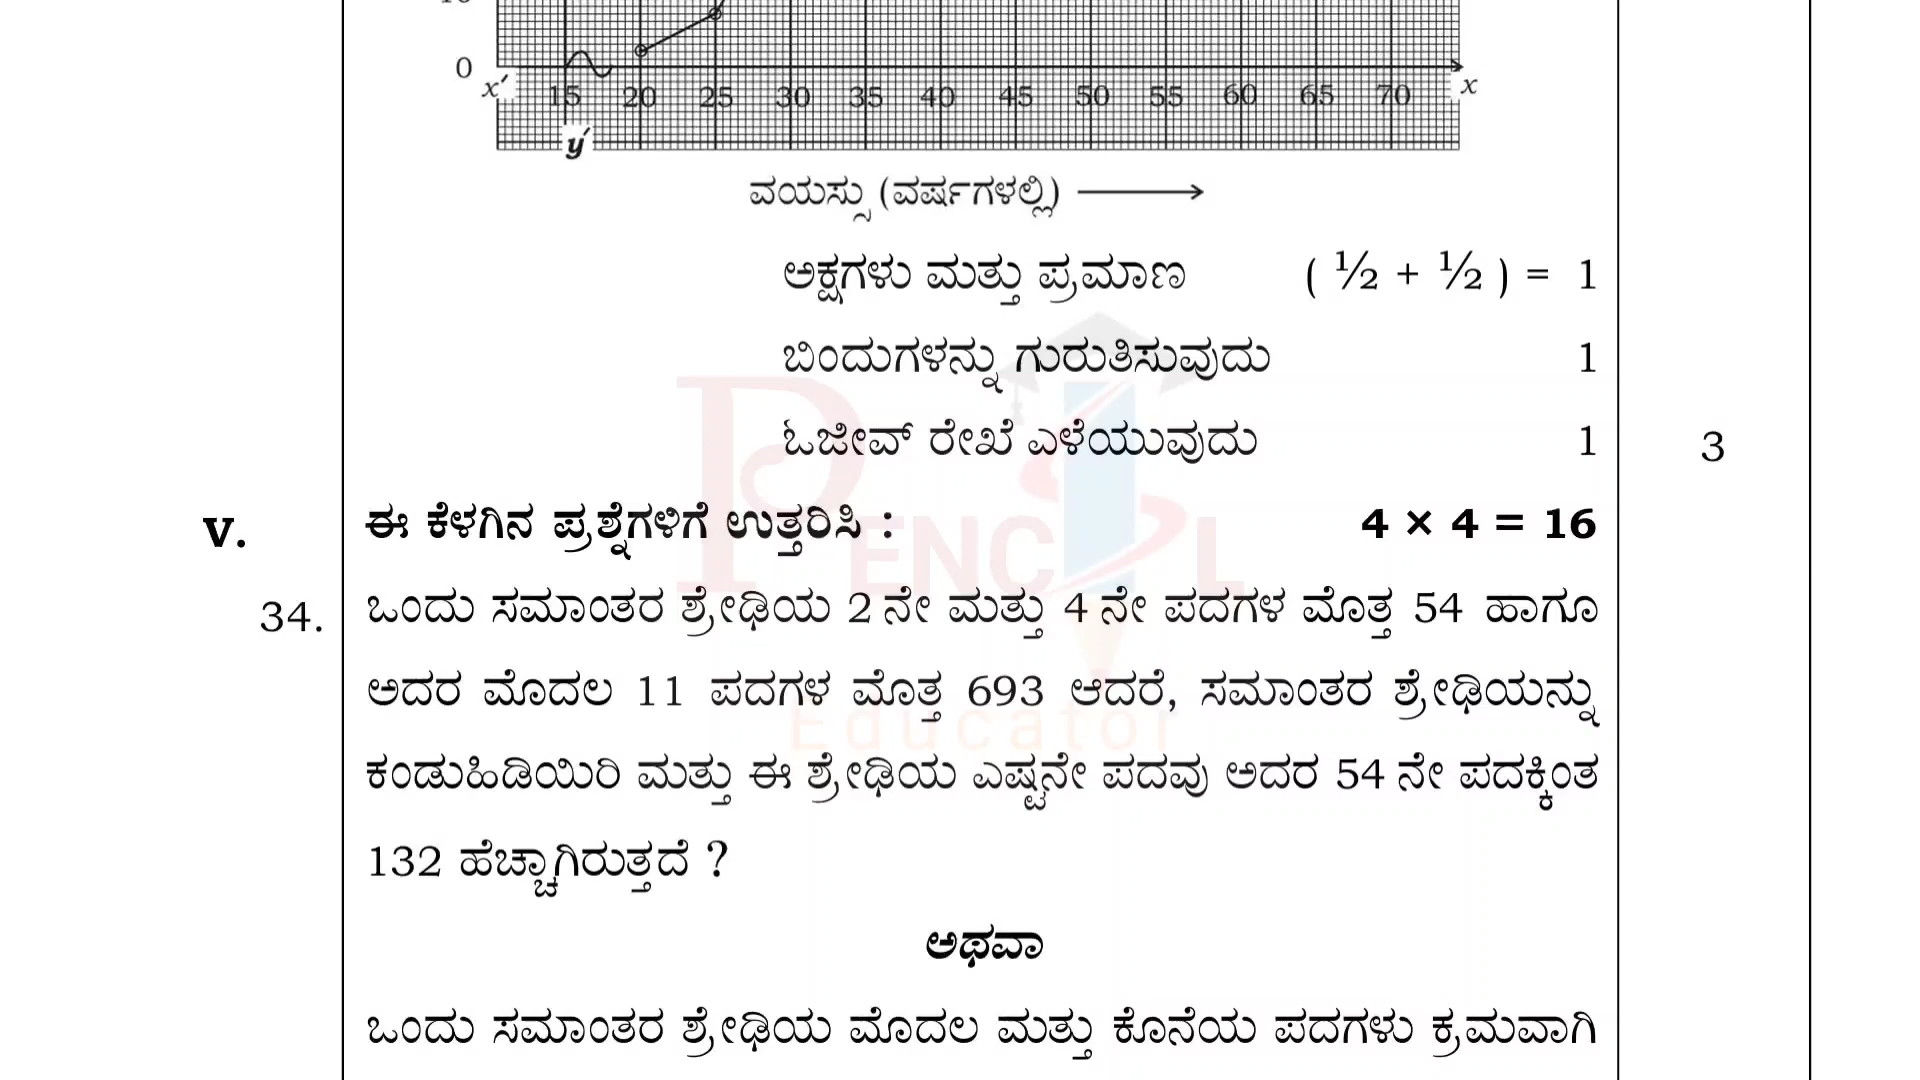 0
x′ 15 20 25 30 35 40 45 50 55 60 65 70 x
y′
ವಯಸ್ಸು (ವರ್ಷಗಳಲ್ಲಿ)
ಅಕ್ಷಗಳು ಮತ್ತು ಪ್ರಮಾಣ ( ½ + ½ ) = 1
ಬಿಂದುಗಳನ್ನು ಗುರುತಿಸುವುದು 1
ಓಜೀವ್ ರೇಖೆ ಎಳೆಯುವುದು 1 3
V. ಈ ಕೆಳಗಿನ ಪ್ರಶ್ನೆಗಳಿಗೆ ಉತ್ತರಿಸಿ : 4 × 4 = 16
PENCIL
34. ಒಂದು ಸಮಾಂತರ ಶ್ರೇಢಿಯ 2 ನೇ ಮತ್ತು 4 ನೇ ಪದಗಳ ಮೊತ್ತ 54 ಹಾಗೂ
ಅದರ ಮೊದಲ 11 ಪದಗಳ ಮೊತ್ತ 693 ಆದರೆ, ಸಮಾಂತರ ಶ್ರೇಢಿಯನ್ನು
Educator
ಕಂಡುಹಿಡಿಯಿರಿ ಮತ್ತು ಈ ಶ್ರೇಢಿಯ ಎಷ್ಟನೇ ಪದವು ಅದರ 54 ನೇ ಪದಕ್ಕಿಂತ
132 ಹೆಚ್ಚಾಗಿರುತ್ತದೆ ?
ಅಥವಾ
ಒಂದು ಸಮಾಂತರ ಶ್ರೇಢಿಯ ಮೊದಲ ಮತ್ತು ಕೊನೆಯ ಪದಗಳು ಕ್ರಮವಾಗಿ